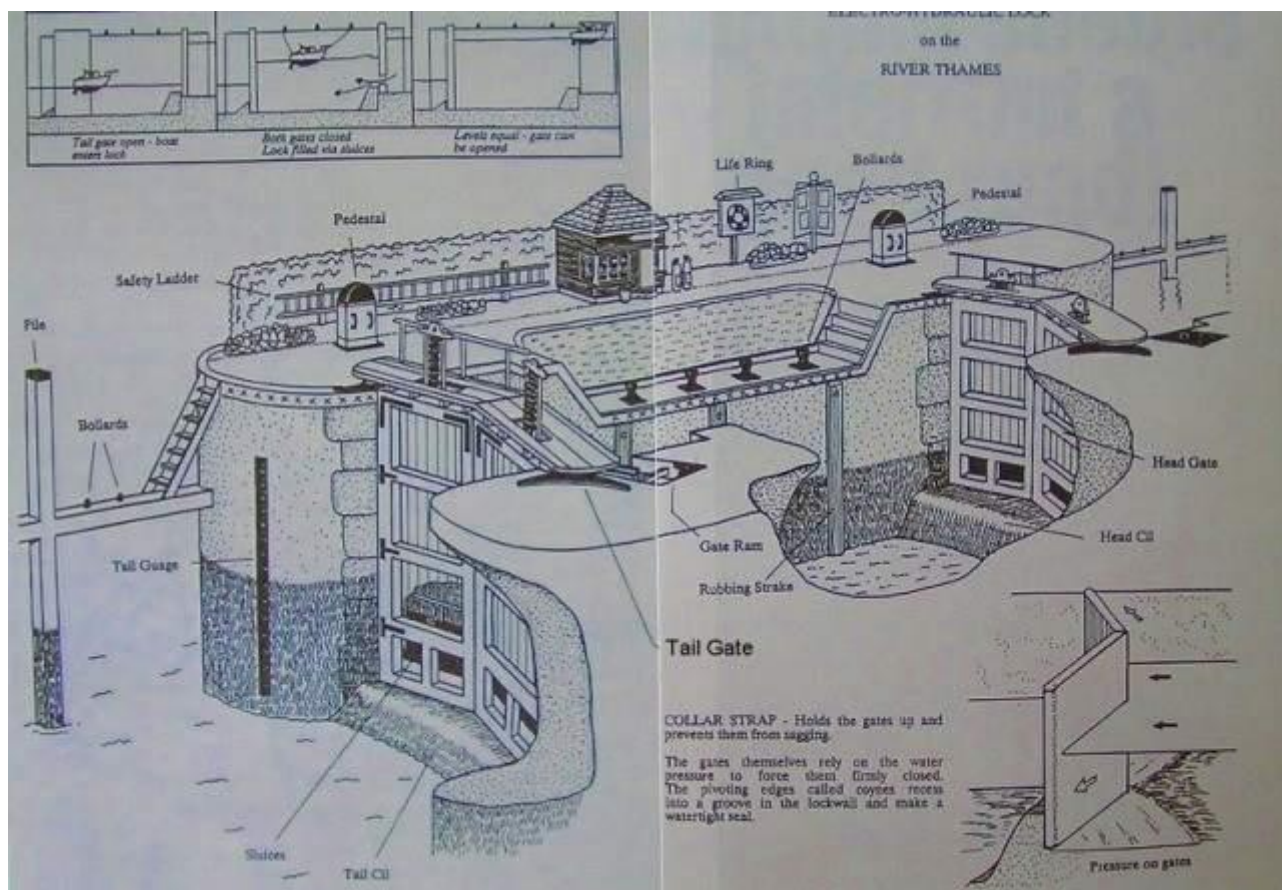 ELECTRO-HYDRAULIC LOCK
on the
RIVER THAMES
Tail gate open - boat
enters lock
Both gates closed
Lock filled via sluices
Levels equal - gate can
be opened
Life Ring
Bollards
Pedestal
Pedestal
Safety Ladder
Pile
Bollards
Head Gate
Tail Guage
Gate Ram
Head Cil
Rubbing Strake
Tail Gate
COLLAR STRAP - Holds the gates up and
prevents them from sagging.
The gates themselves rely on the water
pressure to force them firmly closed.
The pivoting edges called coynes recess
into a groove in the lockwall and make a
watertight seal.
Sluices
Tail Cil
Pressure on gates